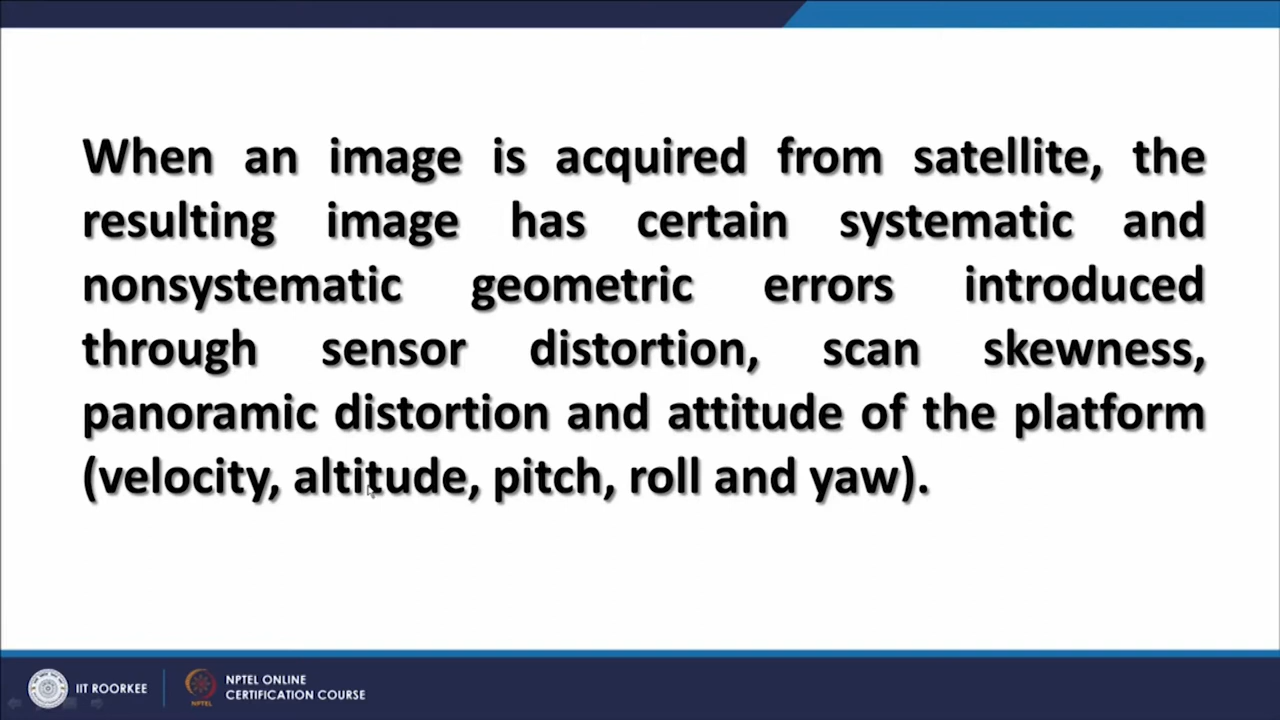 When an image is acquired from satellite, the
resulting image has certain systematic and
nonsystematic geometric errors introduced
through sensor distortion, scan skewness,
panoramic distortion and attitude of the platform
(velocity, altitude, pitch, roll and yaw).
IIT ROORKEE
NPTEL
NPTEL ONLINE
CERTIFICATION COURSE